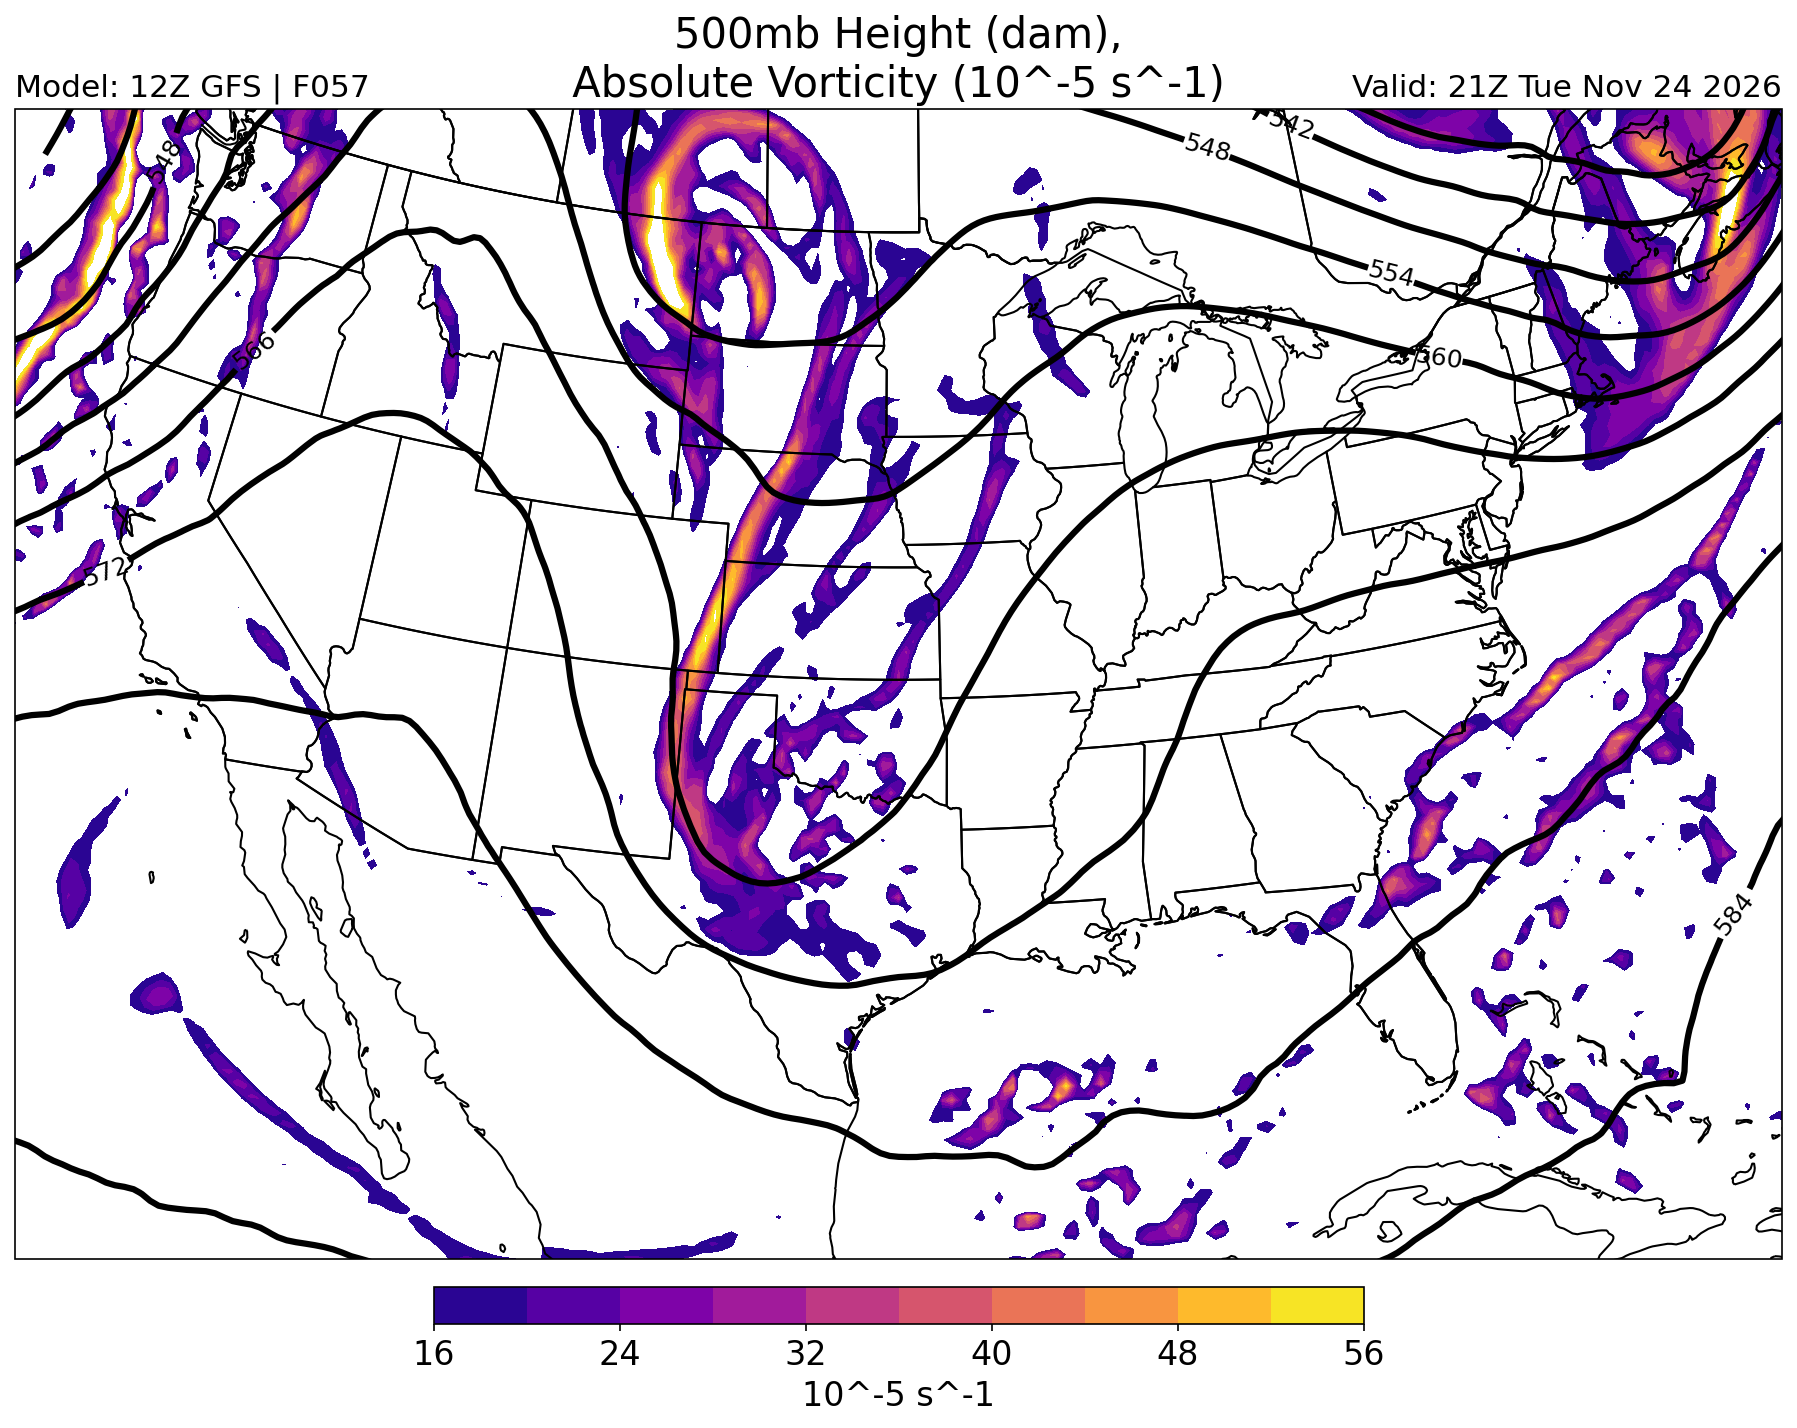 500mb Height (dam),
Model: 12Z GFS | F057
Absolute Vorticity (10^-5 s^-1)
Valid: 21Z Tue Nov 24 2026
542
548
548
554
560
566
572
584
16
24
32
40
48
56
10^-5 s^-1